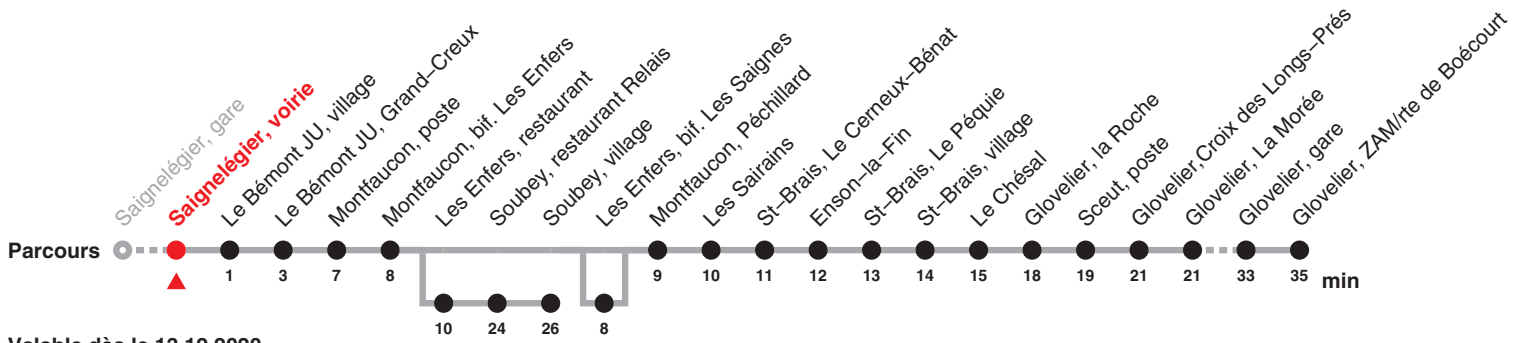 Saignelégier, gare
Saignelégier, voirie
Le Bémont JU, village
Le Bémont JU, Grand–Creux
Montfaucon, poste
Montfaucon, bif. Les Enfers
Les Enfers, restaurant
Soubey, restaurant Relais
Soubey, village
Les Enfers, bif. Les Saignes
Montfaucon, Péchillard
Les Sairains
St–Brais, Le Cerneux–Bénat
Enson–la–Fin
St–Brais, Le Péquie
St–Brais, village
Le Chésal
Glovelier, la Roche
Sceut, poste
Glovelier,Croix des Longs–Prés
Glovelier, La Morée
Glovelier, gare
Glovelier, ZAM/rte de Boécourt
Parcours
1 3 7 8 9 10 11 12 13 14 15 18 19 21 21 33 35 min
10 24 26 8